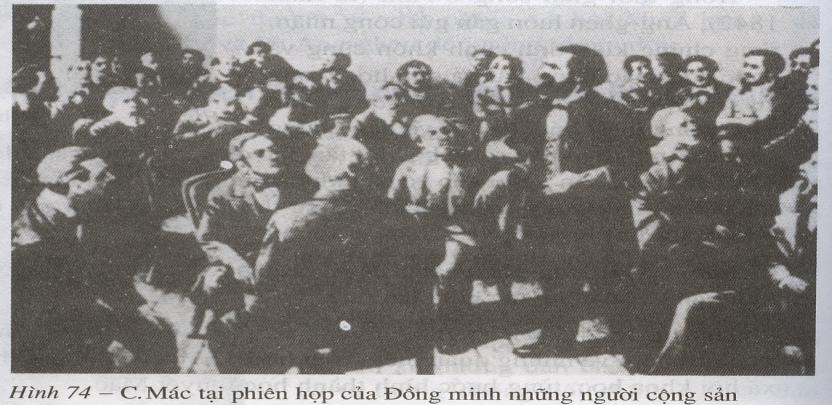 Hình 74 – C.Mác tại phiên họp của Đồng minh những người cộng sản